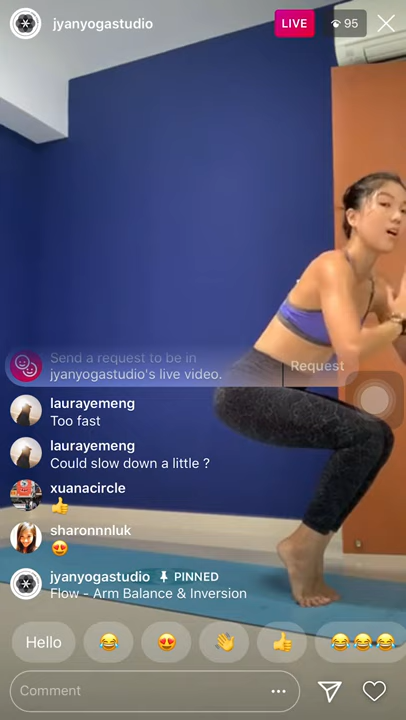 jyanyogastudio
LIVE
95
Send a request to be in
jyanyogastudio's live video.
Request
laurayemeng
Too fast
laurayemeng
Could slow down a little ?
xuanacircle
👍
sharonnnluk
😍
jyanyogastudio PINNED
Flow - Arm Balance & Inversion
Hello 😂 😍 👋 👍 😂😂😂
Comment